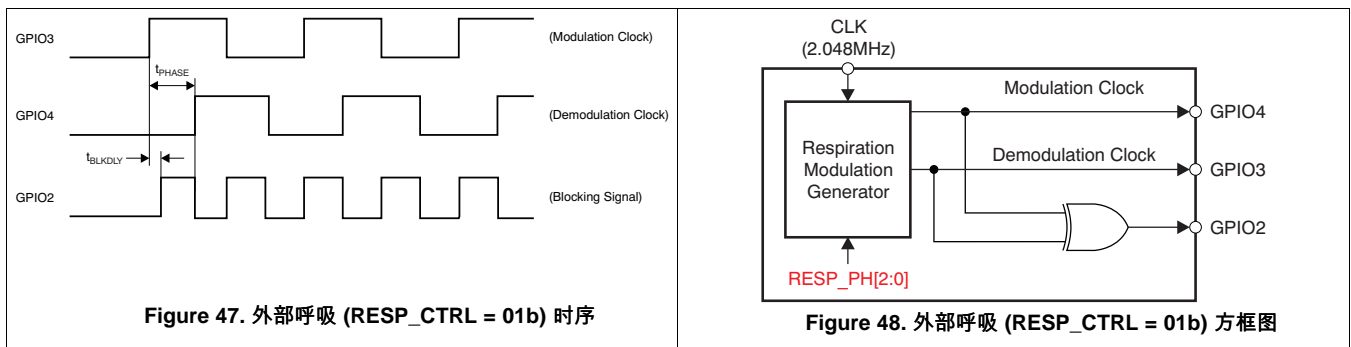 GPIO3
(Modulation Clock)
tPHASE
GPIO4
(Demodulation Clock)
tBLKDLY
GPIO2
(Blocking Signal)
Figure 47. 外部呼吸 (RESP_CTRL = 01b) 时序
CLK
(2.048MHz)
Modulation Clock
GPIO4
Respiration
Modulation
Generator
Demodulation Clock
GPIO3
GPIO2
RESP_PH[2:0]
Figure 48. 外部呼吸 (RESP_CTRL = 01b) 方框图